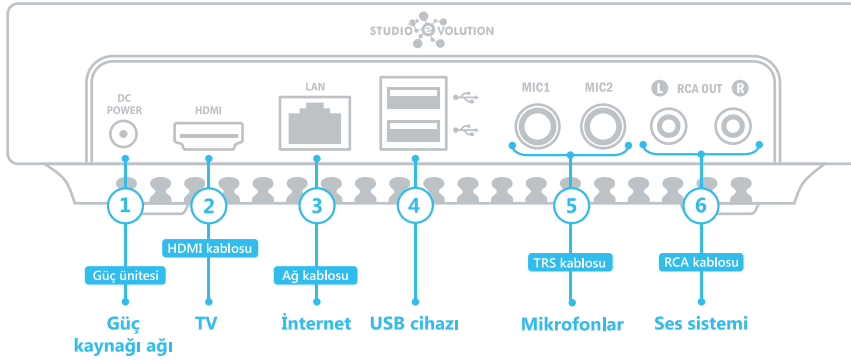 STUDIO eVOLUTION
LAN
DC
POWER
HDMI
MIC1
MIC2
L RCA OUT R
1
2
3
4
5
6
HDMI kablosu
Güç ünitesi
Ağ kablosu
TRS kablosu
RCA kablosu
Güç
kaynağı ağı
TV
İnternet
USB cihazı
Mikrofonlar
Ses sistemi